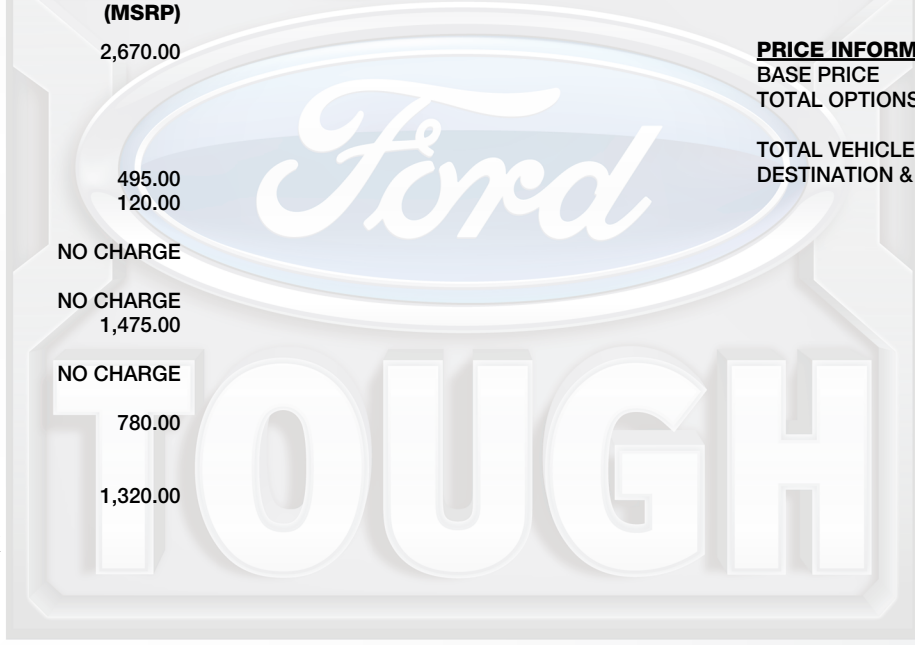 (MSRP)
2,670.00
495.00
120.00
NO CHARGE
NO CHARGE
1,475.00
NO CHARGE
780.00
1,320.00
PRICE INFORM
BASE PRICE
TOTAL OPTIONS
TOTAL VEHICLE
DESTINATION &
Ford
TOUGH